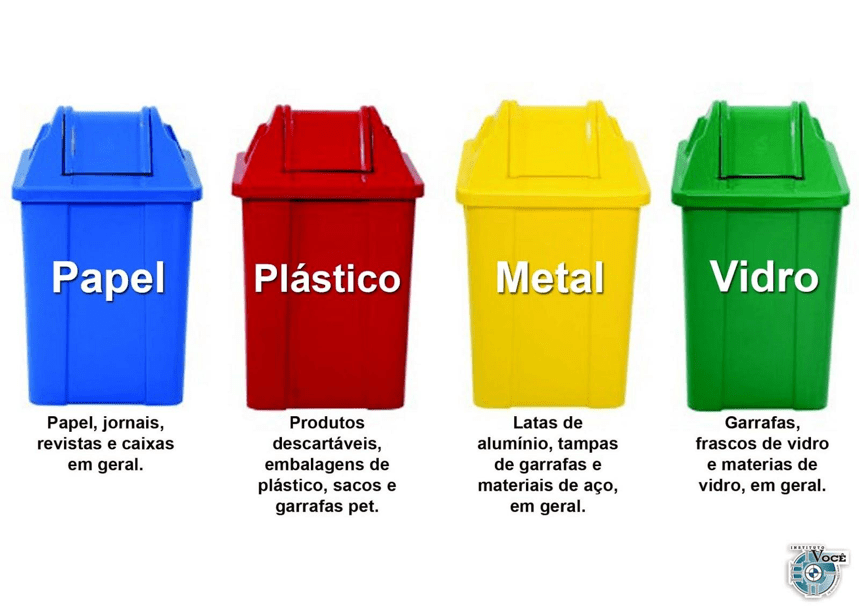 Papel
Plástico
Metal
Vidro
Papel, jornais,
revistas e caixas
em geral.
Produtos
descartáveis,
embalagens de
plástico, sacos e
garrafas pet.
Latas de
alumínio, tampas
de garrafas e
materiais de aço,
em geral.
Garrafas,
frascos de vidro
e materias de
vidro, em geral.
INSTITUTO
VOCÊ